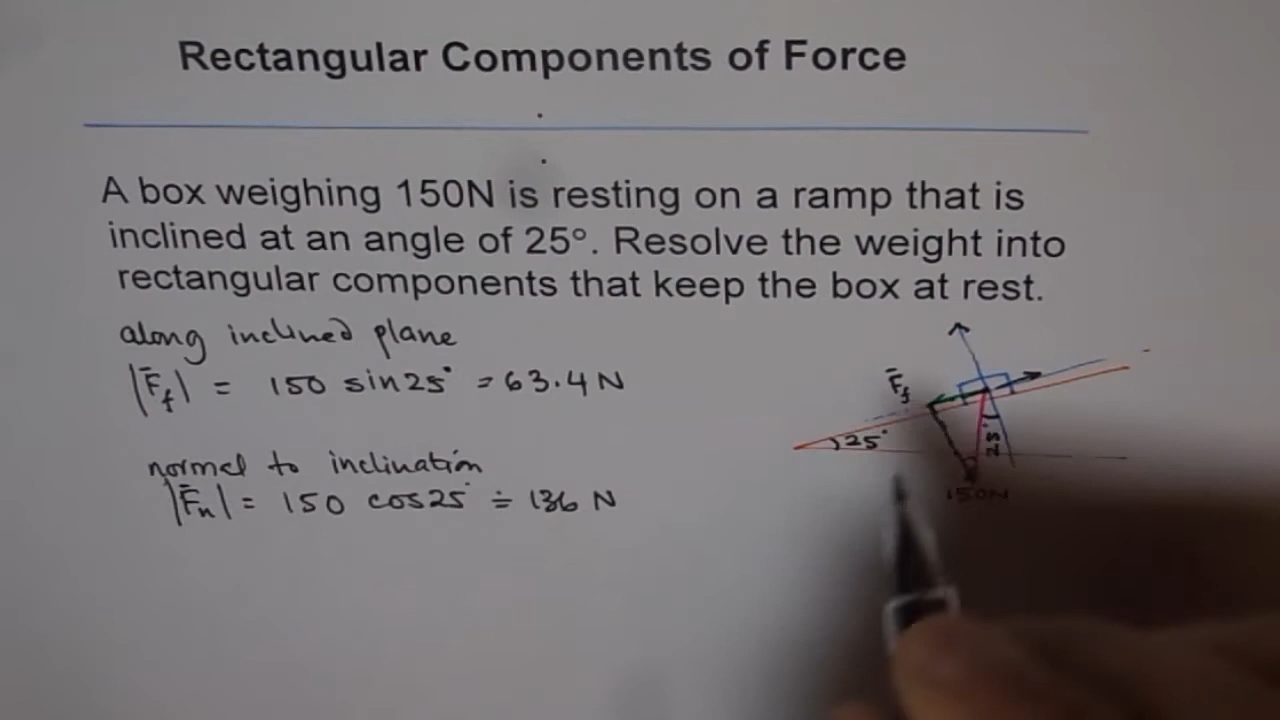 Rectangular Components of Force
A box weighing 150N is resting on a ramp that is
inclined at an angle of 25°. Resolve the weight into
rectangular components that keep the box at rest.
along inclined plane
|F̄f| = 150 sin25° = 63.4 N
normal to inclination
|F̄n| = 150 cos25° ≐ 136 N
F̄f
25°
25°
150N